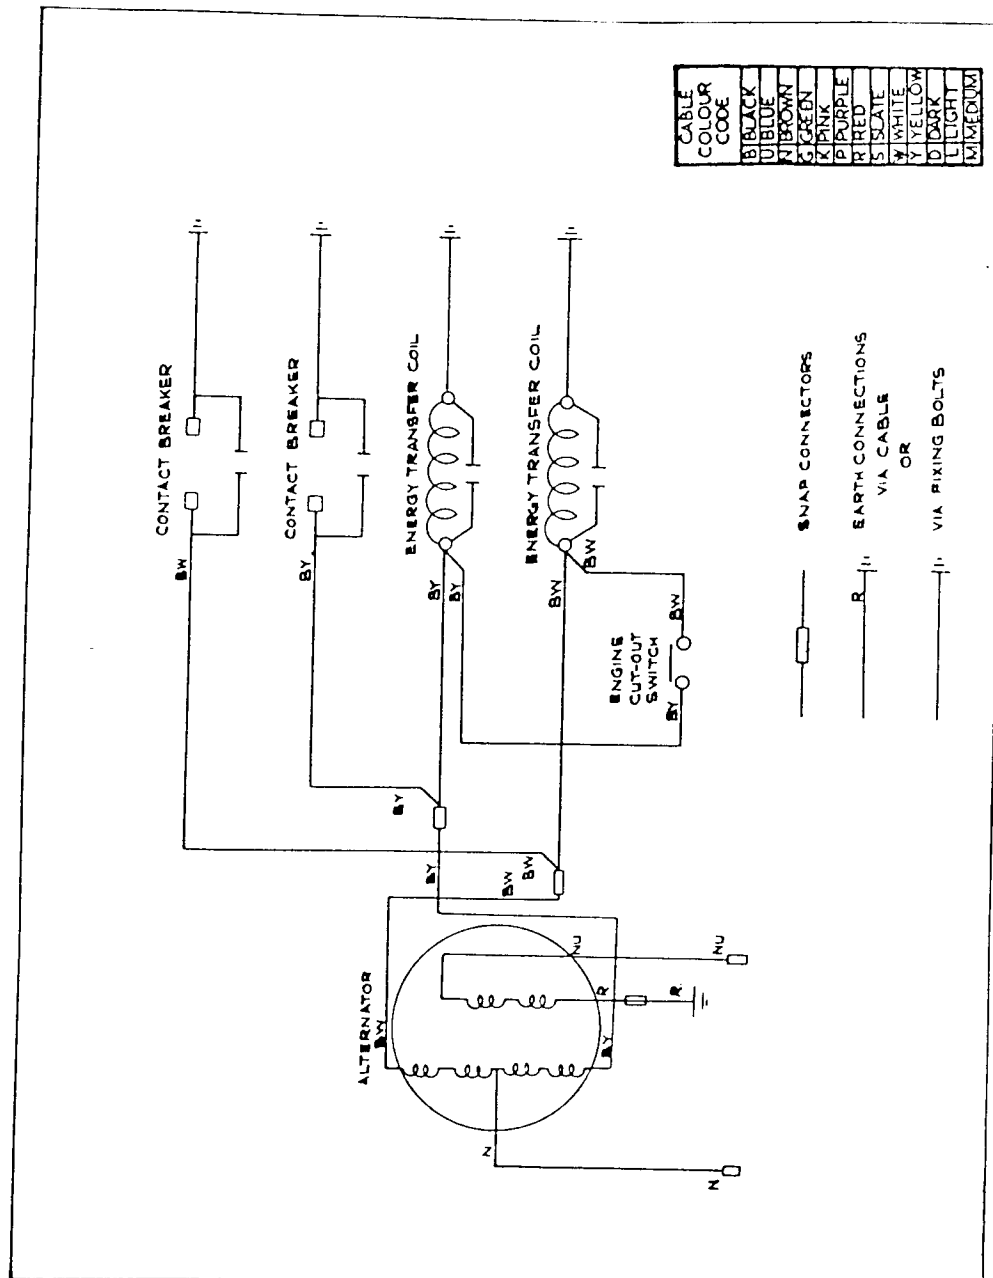 CABLE
COLOUR
CODE
B BLACK
U BLUE
N BROWN
G GREEN
K PINK
P PURPLE
R RED
S SLATE
W WHITE
Y YELLOW
D DARK
L LIGHT
M MEDIUM
CONTACT BREAKER
BW
CONTACT BREAKER
BY
ENERGY TRANSFER COIL
BY
BY
ENERGY TRANSFER COIL
BW
BW
ENGINE
CUT-OUT
SWITCH
BW
BY
BY
BY
BW
BW
ALTERNATOR
BW
BY
NU
NU
R
R
N
N
SNAP CONNECTORS
R
EARTH CONNECTIONS
VIA CABLE
OR
VIA FIXING BOLTS